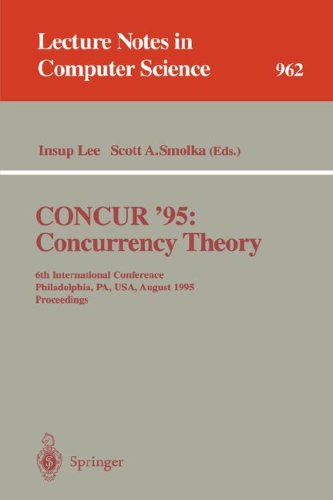 Lecture Notes in
Computer Science 962
Insup Lee Scott A.Smolka (Eds.)
CONCUR '95:
Concurrency Theory
6th International Conference
Philadelphia, PA, USA, August 1995
Proceedings
Springer